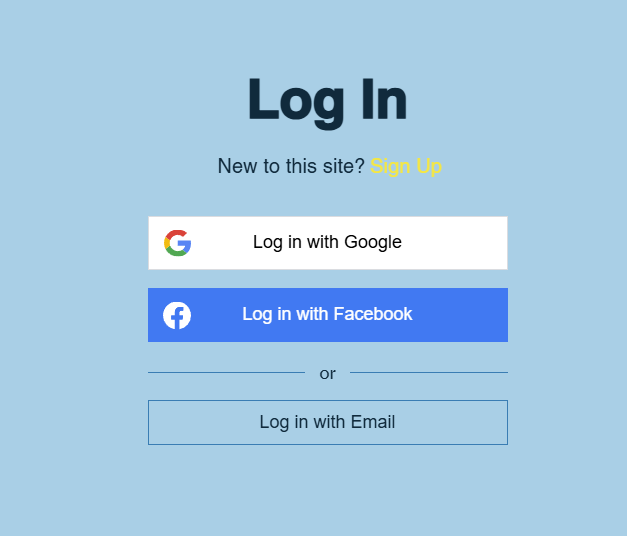 Log In
New to this site? Sign Up
Log in with Google
Log in with Facebook
or
Log in with Email